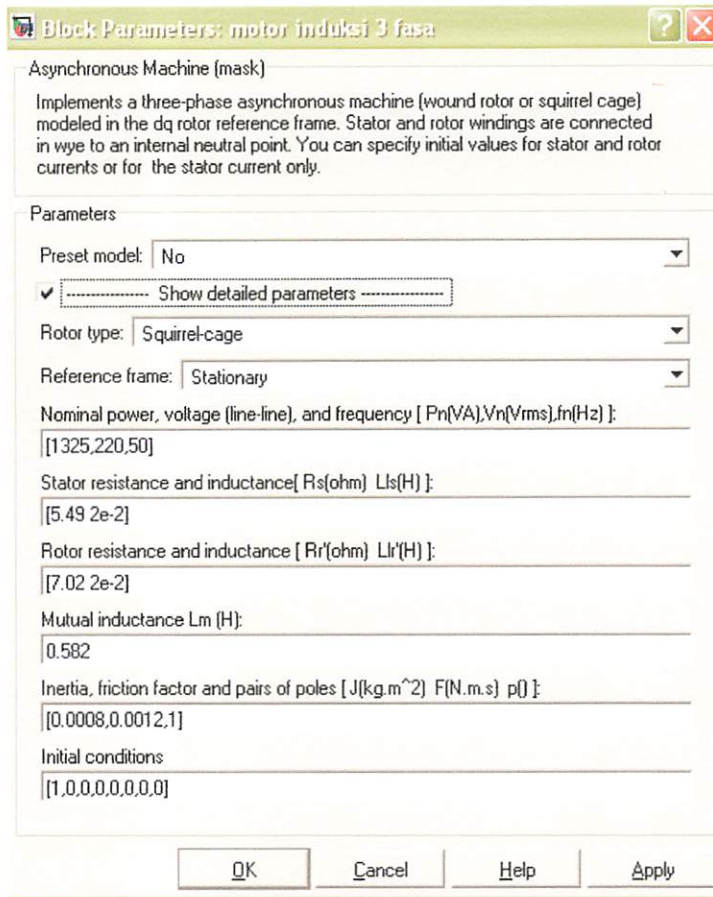 Block Parameters: motor induksi 3 fasa
Asynchronous Machine (mask)
Implements a three-phase asynchronous machine (wound rotor or squirrel cage)
modeled in the dq rotor reference frame. Stator and rotor windings are connected
in wye to an internal neutral point. You can specify initial values for stator and rotor
currents or for the stator current only.
Parameters
Preset model: No
---------------- Show detailed parameters ----------------
Rotor type: Squirrel-cage
Reference frame: Stationary
Nominal power, voltage (line-line), and frequency [ Pn(VA),Vn(Vrms),fn(Hz) ]:
[1325,220,50]
Stator resistance and inductance[ Rs(ohm) Lls(H) ]:
[5.49 2e-2]
Rotor resistance and inductance [ Rr'(ohm) Llr'(H) ]:
[7.02 2e-2]
Mutual inductance Lm (H):
0.582
Inertia, friction factor and pairs of poles [ J(kg.m^2) F(N.m.s) p() ]:
[0.0008,0.0012,1]
Initial conditions
[1,0,0,0,0,0,0,0]
OK Cancel Help Apply